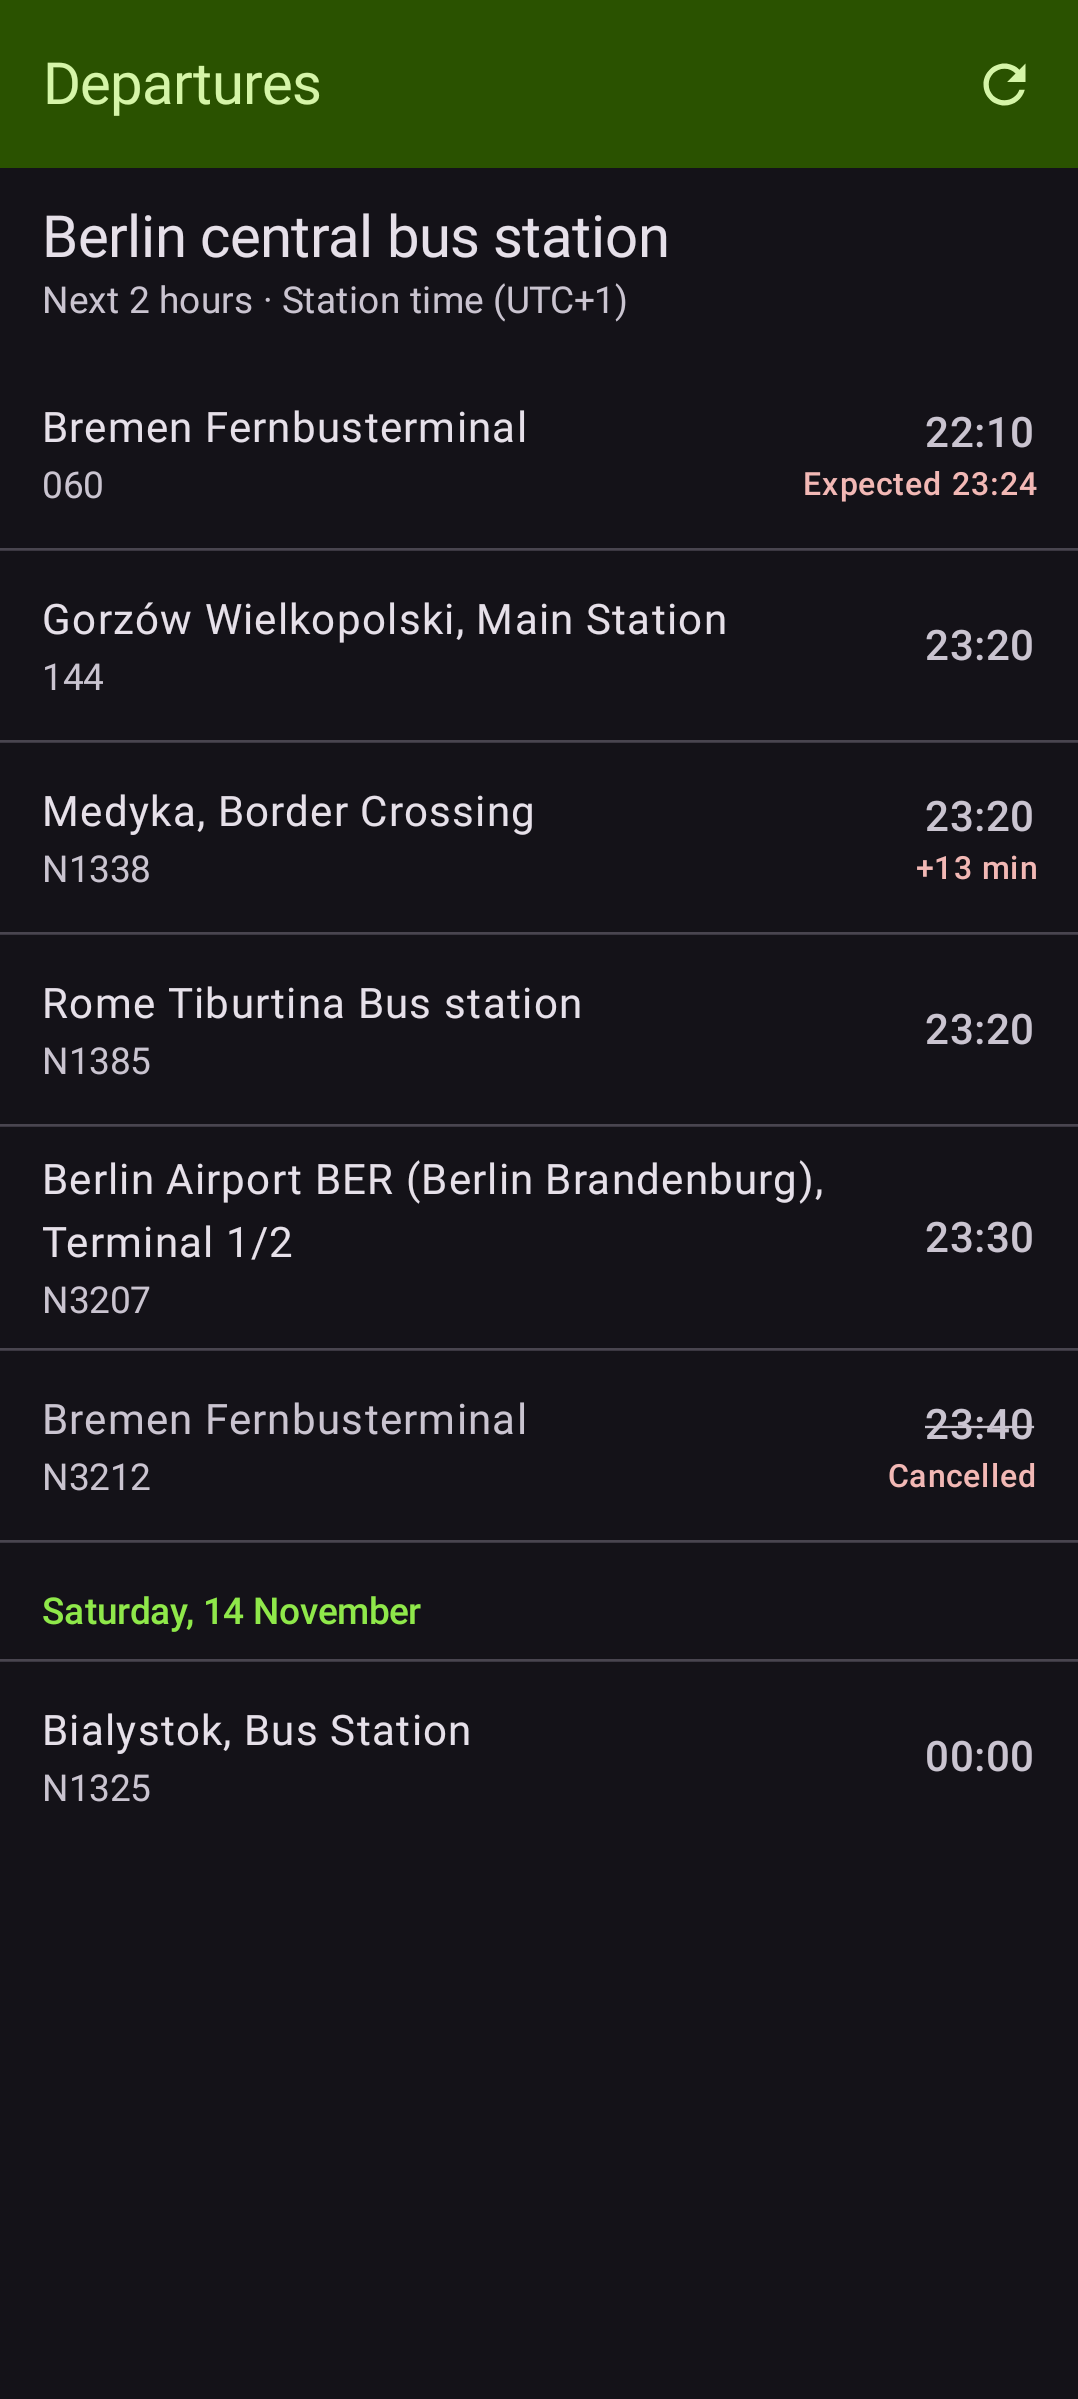 Departures
Berlin central bus station
Next 2 hours · Station time (UTC+1)
Bremen Fernbusterminal
22:10
060
Expected 23:24
Gorzów Wielkopolski, Main Station
144
23:20
Medyka, Border Crossing
23:20
N1338
+13 min
Rome Tiburtina Bus station
N1385
23:20
Berlin Airport BER (Berlin Brandenburg),
Terminal 1/2
N3207
23:30
Bremen Fernbusterminal
23:40
N3212
Cancelled
Saturday, 14 November
Bialystok, Bus Station
N1325
00:00